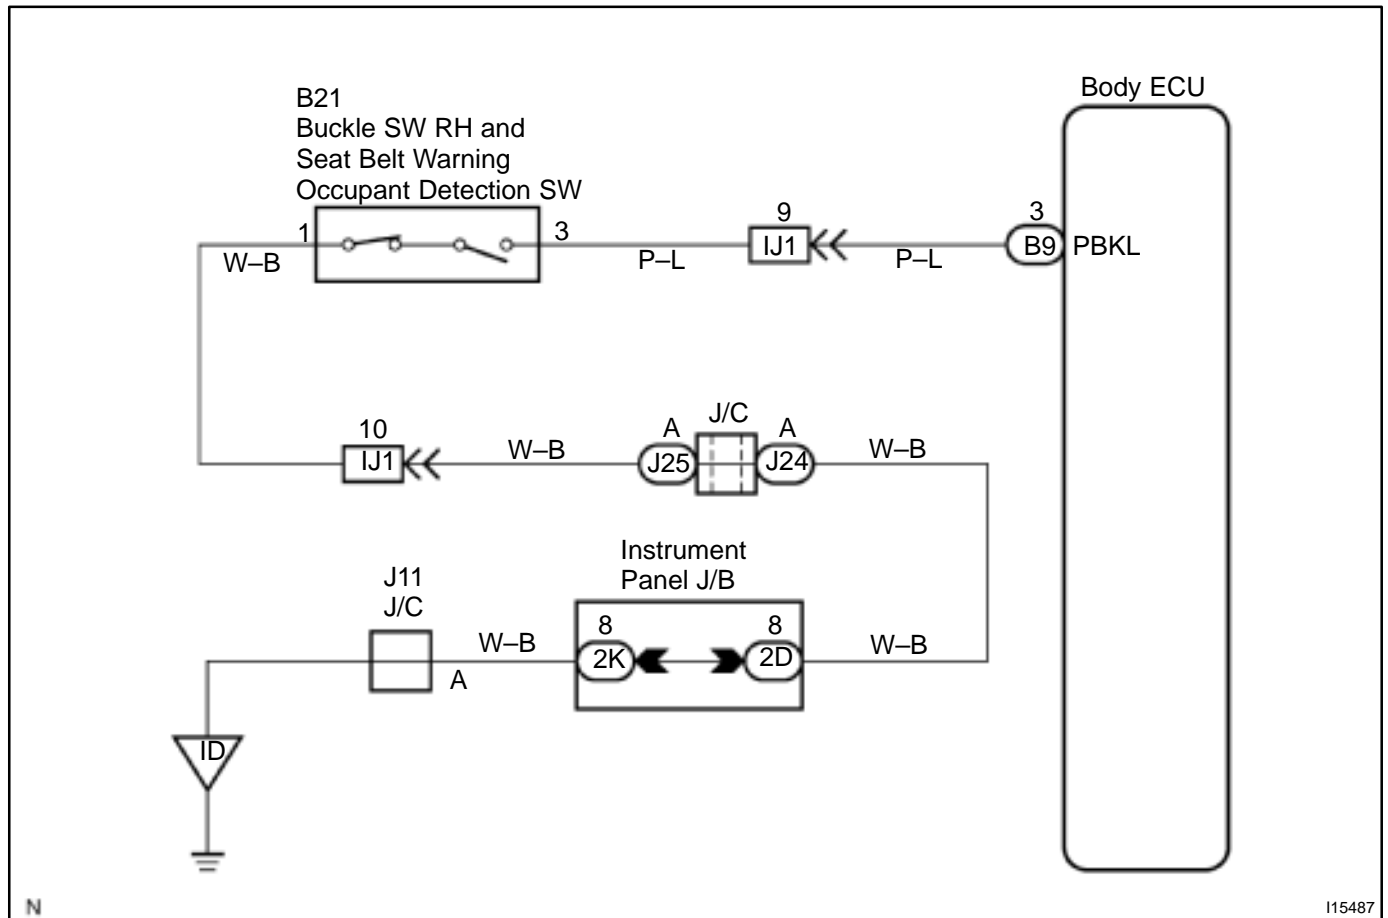 Body ECU
B21
Buckle SW RH and
Seat Belt Warning
Occupant Detection SW
1
3
9
3
IJ1
B9
PBKL
W–B
P–L
P–L
10
A
J/C
A
IJ1
W–B
J25
J24
W–B
Instrument
Panel J/B
J11
J/C
8
8
W–B
2K
2D
W–B
A
ID
N
I15487